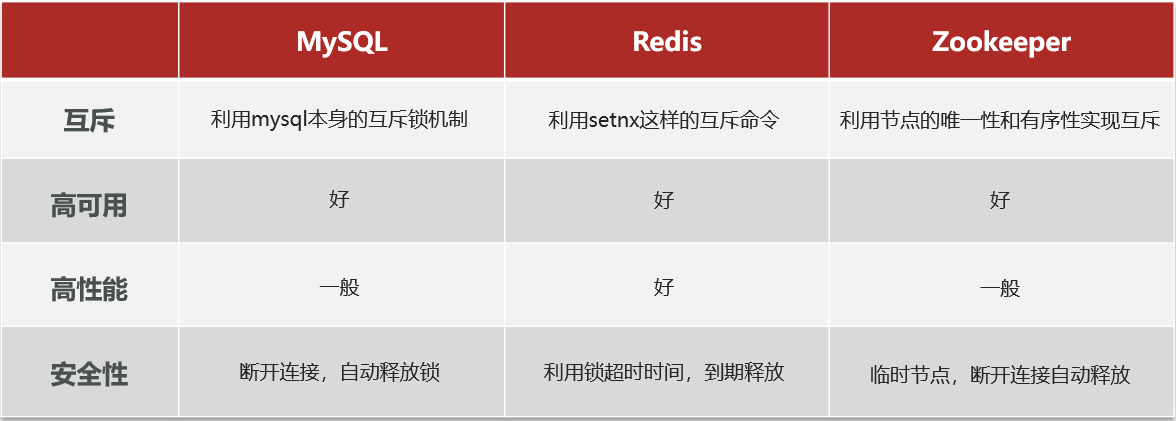 MySQL Redis Zookeeper
互斥 利用mysql本身的互斥锁机制 利用setnx这样的互斥命令 利用节点的唯一性和有序性实现互斥
高可用 好 好 好
高性能 一般 好 一般
安全性 断开连接，自动释放锁 利用锁超时时间，到期释放 临时节点，断开连接自动释放